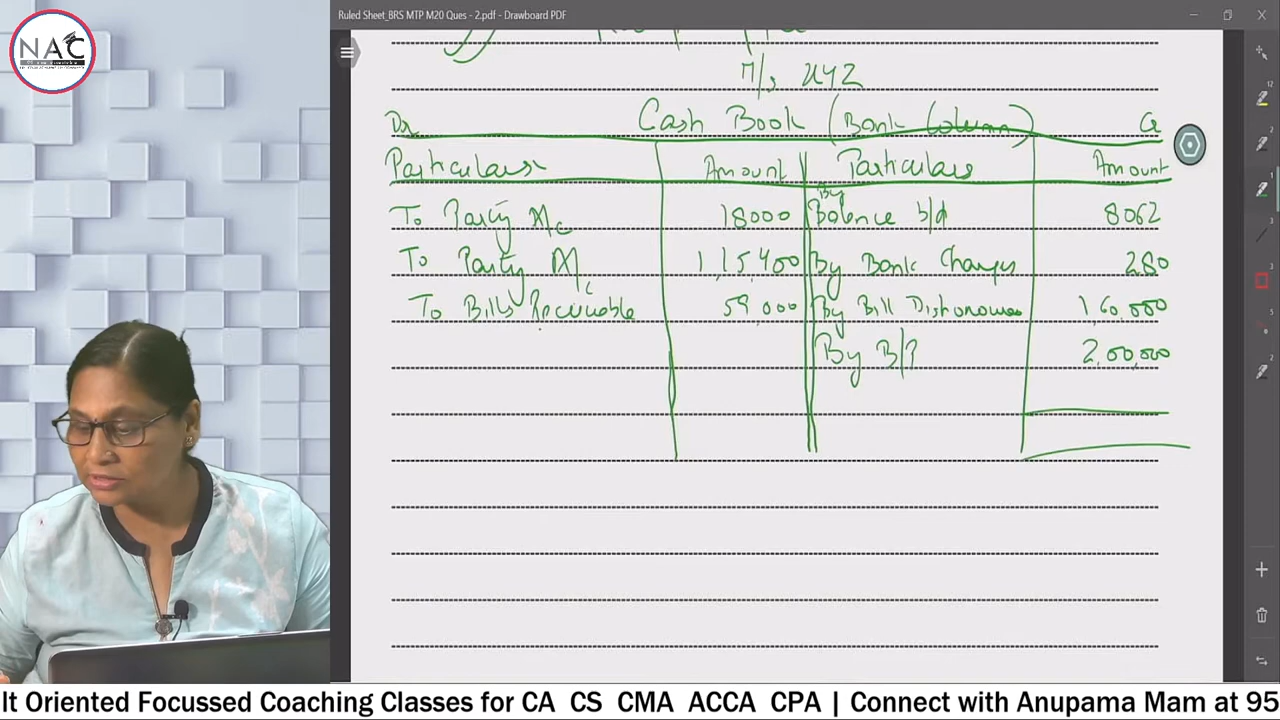 Ruled Sheet_BRS MTP M20 Ques - 2.pdf - Drawboard PDF
NAC
M/s XYZ
Dr Cash Book (Bank Column) Cr
Particulars Amount Particulars Amount
To Party A/c 18000 By Balance b/d 8062
To Party A/c 1,15,400 By Bank Charges 280
To Bills Receivable 59,000 By Bill Dishonoured 1,60,000
By B/P 2,00,000
lt Oriented Focussed Coaching Classes for CA CS CMA ACCA CPA | Connect with Anupama Mam at 95